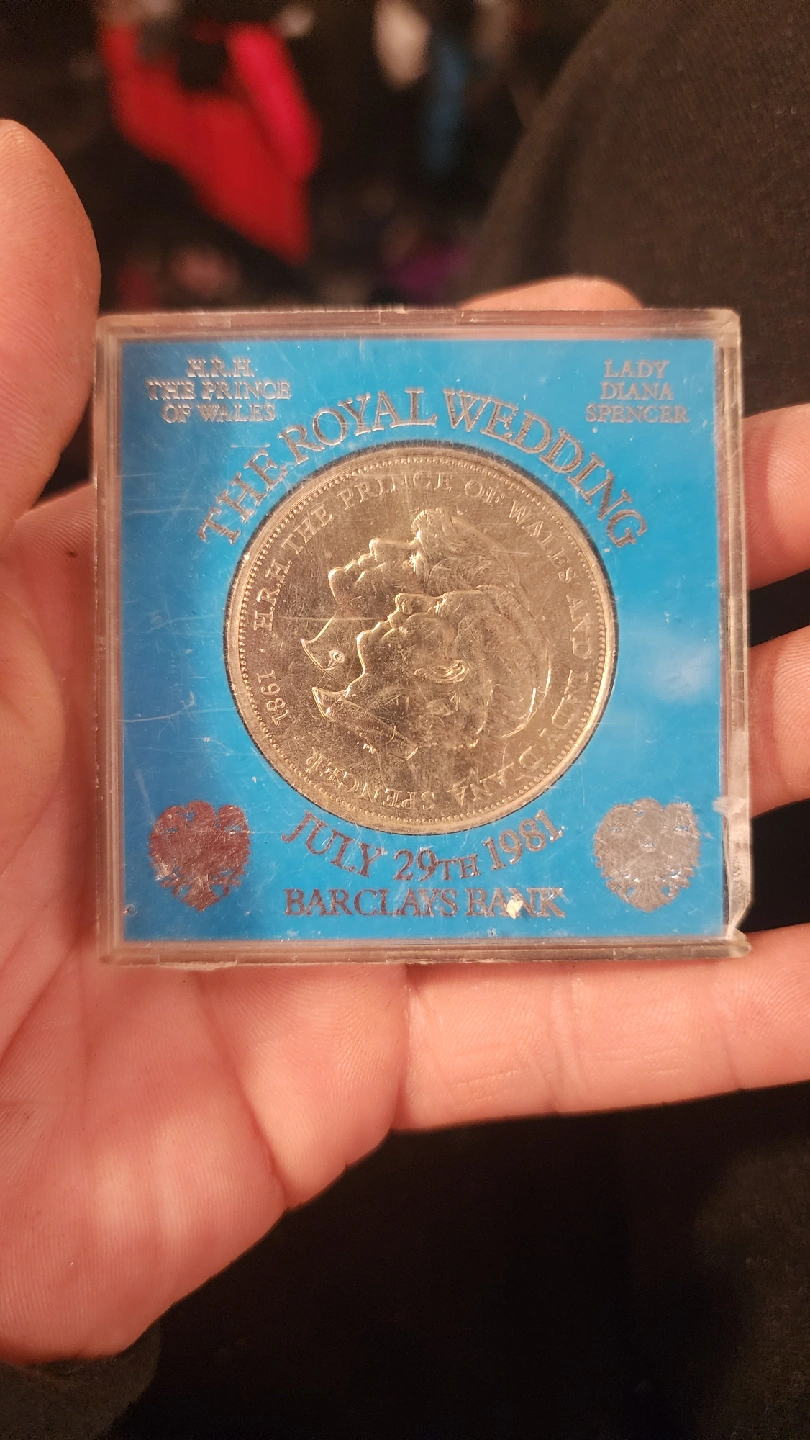 H.R.H.
THE PRINCE
OF WALES
LADY
DIANA
SPENCER
THE ROYAL WEDDING
H.R.H. THE PRINCE OF WALES AND LADY DIANA SPENCER
1981
JULY 29TH 1981
BARCLAYS BANK